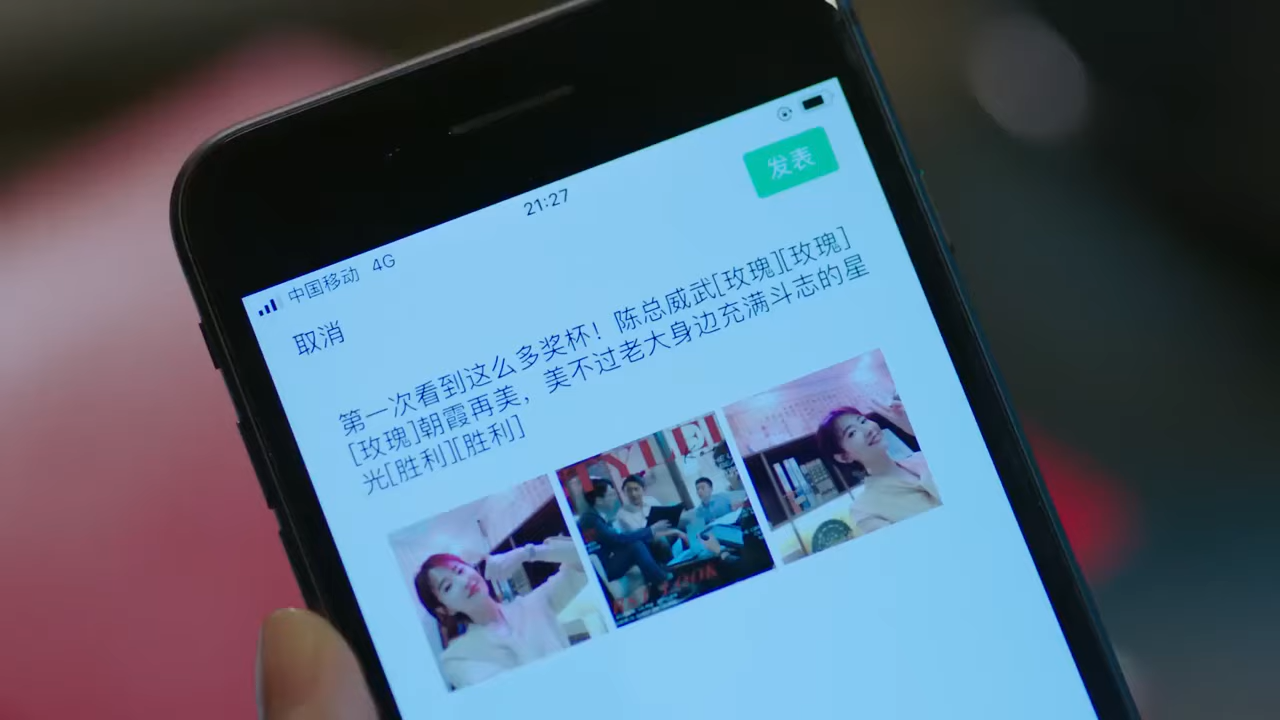 中国移动 4G
21:27
取消
发表
第一次看到这么多奖杯！陈总威武[玫瑰][玫瑰]
[玫瑰]朝霞再美，美不过老大身边充满斗志的星
光[胜利][胜利]